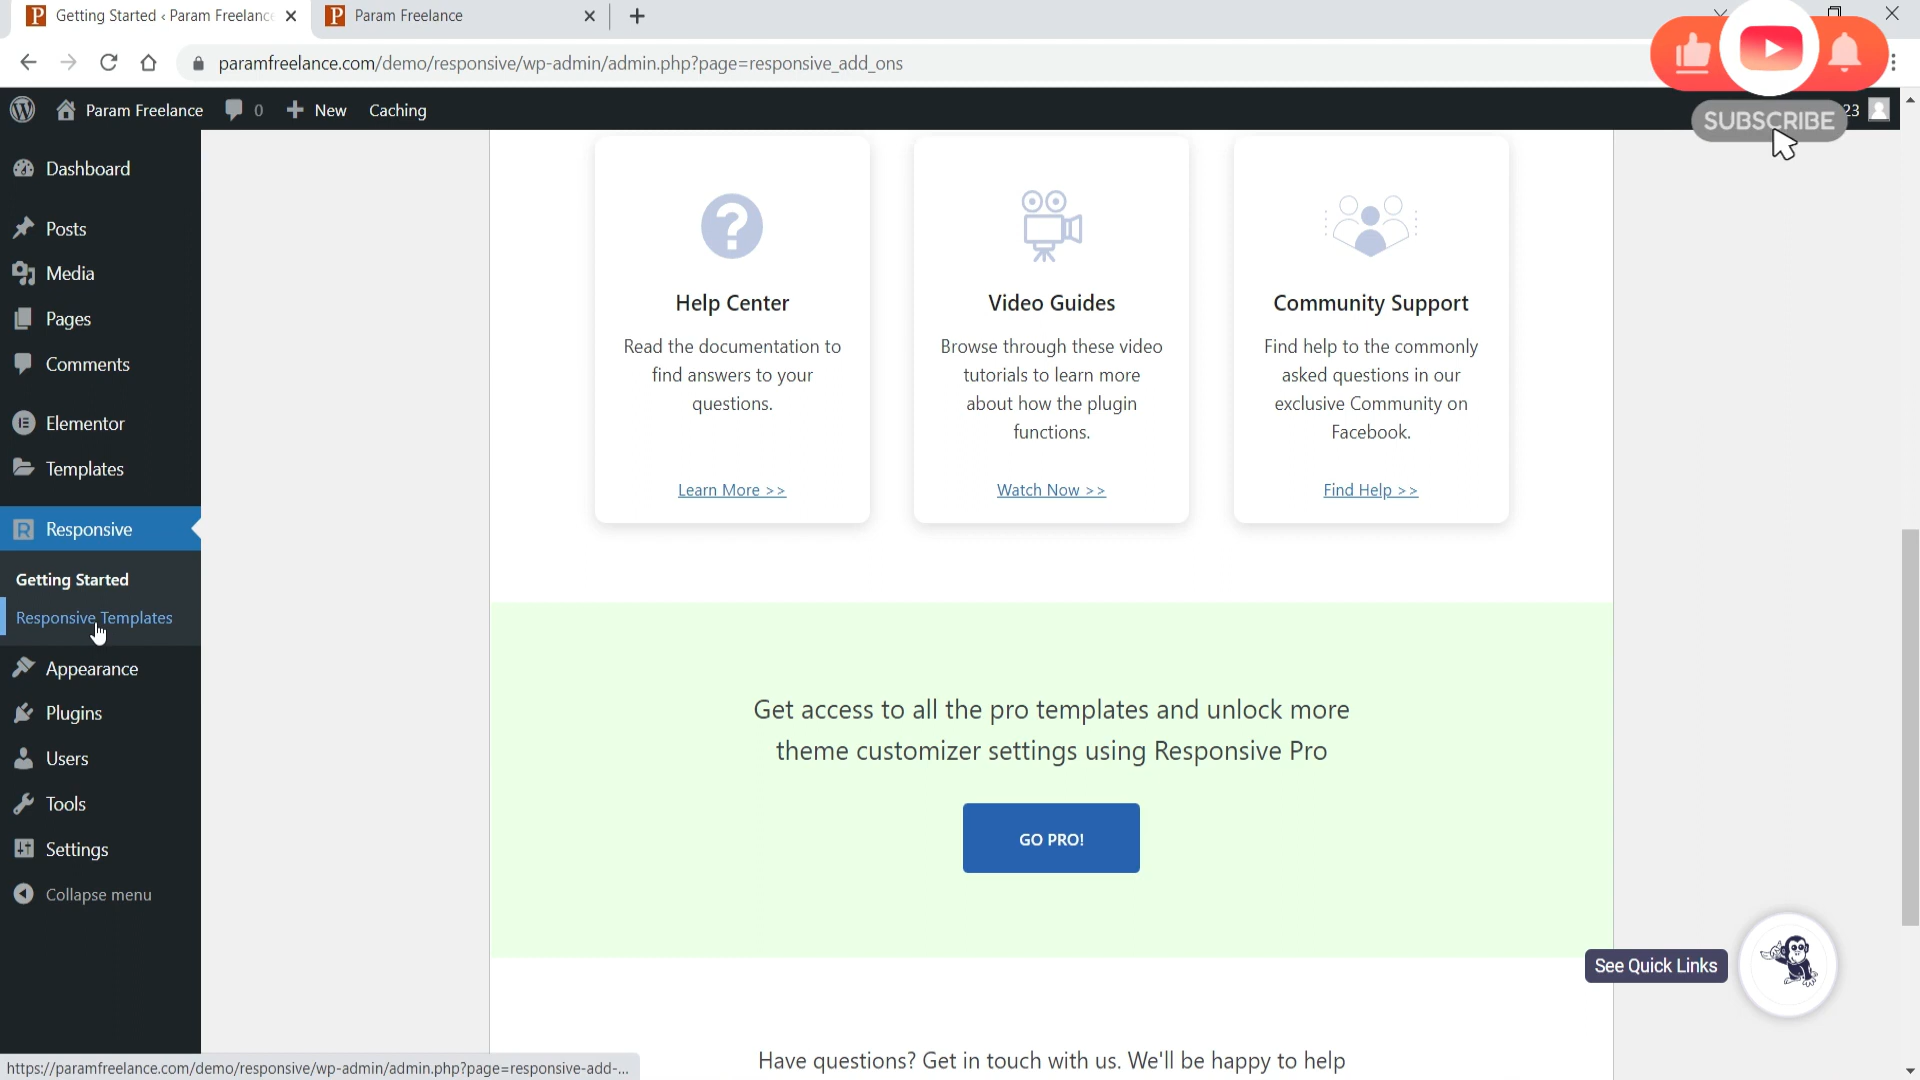 Getting Started ‹ Param Freelance
Param Freelance
paramfreelance.com/demo/responsive/wp-admin/admin.php?page=responsive_add_ons
Param Freelance
0
New
Caching
23
SUBSCRIBE
Dashboard
Posts
Media
Pages
Comments
Elementor
Templates
Responsive
Getting Started
Responsive Templates
Appearance
Plugins
Users
Tools
Settings
Collapse menu
Help Center
Read the documentation to
find answers to your
questions.
Learn More >>
Video Guides
Browse through these video
tutorials to learn more
about how the plugin
functions.
Watch Now >>
Community Support
Find help to the commonly
asked questions in our
exclusive Community on
Facebook.
Find Help >>
Get access to all the pro templates and unlock more
theme customizer settings using Responsive Pro
GO PRO!
See Quick Links
Have questions? Get in touch with us. We'll be happy to help
https://paramfreelance.com/demo/responsive/wp-admin/admin.php?page=responsive-add-...